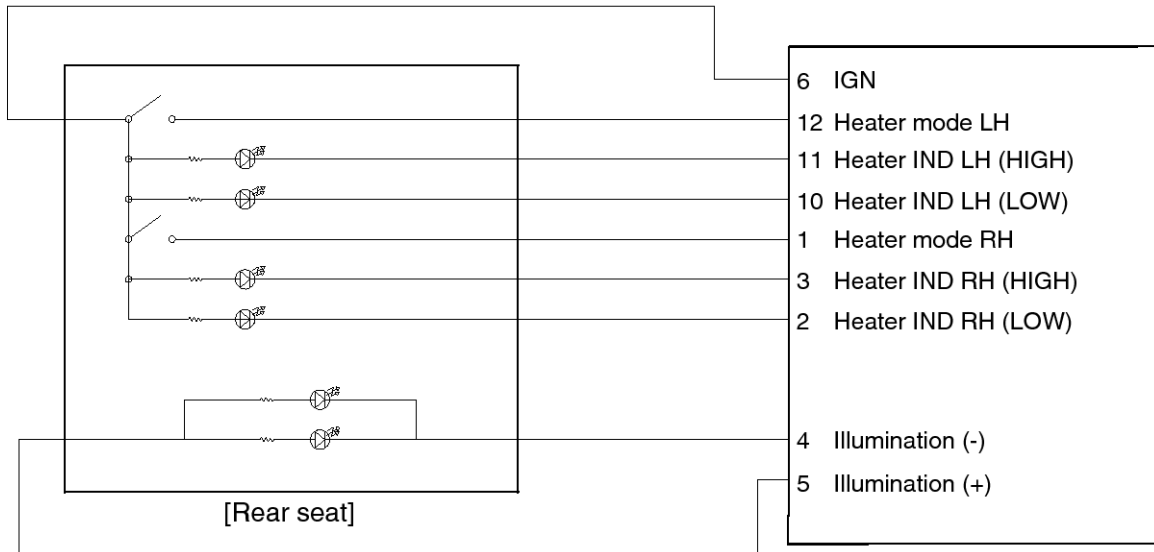 6 IGN
12 Heater mode LH
11 Heater IND LH (HIGH)
10 Heater IND LH (LOW)
1 Heater mode RH
3 Heater IND RH (HIGH)
2 Heater IND RH (LOW)
4 Illumination (-)
5 Illumination (+)
[Rear seat]